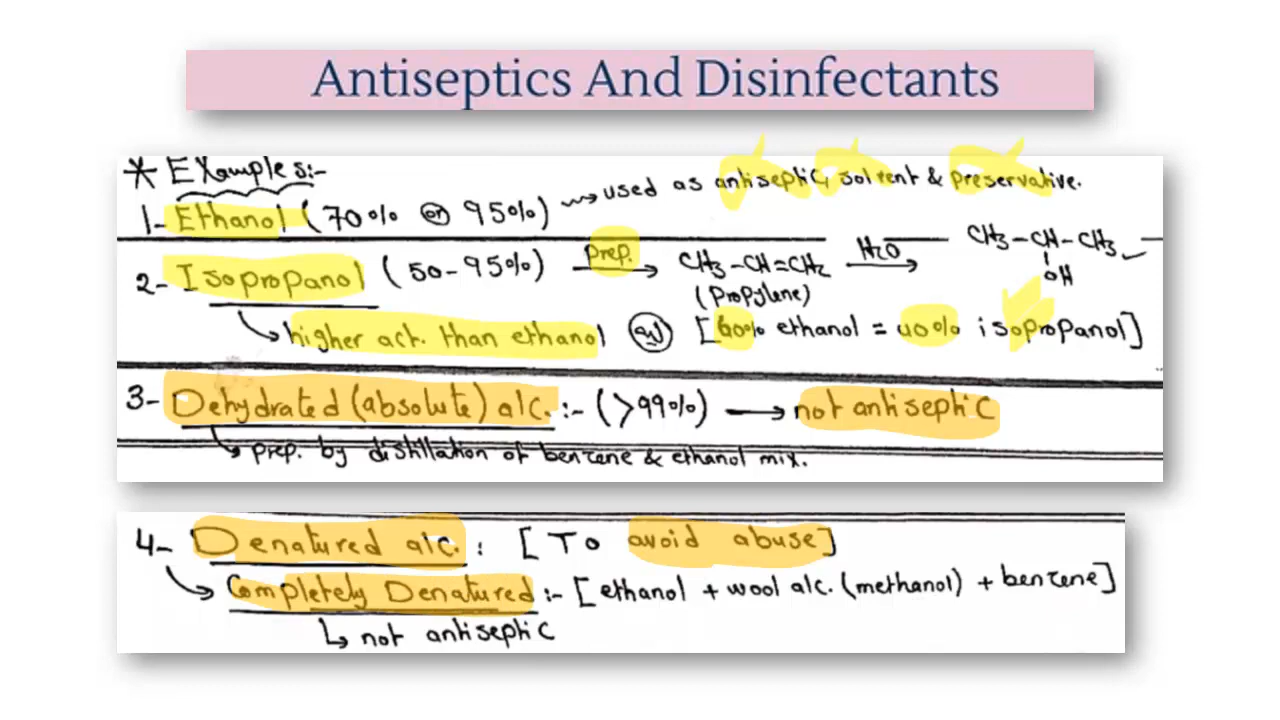 Antiseptics And Disinfectants
* Examples:-
1- Ethanol (70% or 95%) ⟿ used as antiseptic, solvent & preservative.
2- Isopropanol (50-95%) prep. → CH3-CH=CH2 H2O → CH3-CH-CH3
OH
(propylene)
↳ higher act. than ethanol [60% ethanol = 40% isopropanol]
3- Dehydrated (absolute) alc. :- (>99%) → not antiseptic
↳ prep. by distillation of benzene & ethanol mix.
4- Denatured alc. : [To avoid abuse]
↳ Completely Denatured :- [ethanol + wool alc. (methanol) + benzene]
↳ not antiseptic